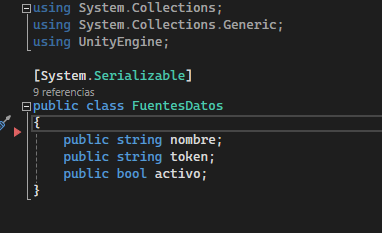 using System.Collections;
using System.Collections.Generic;
using UnityEngine;
[System.Serializable]
9 referencias
public class FuentesDatos
{
public string nombre;
public string token;
public bool activo;
}